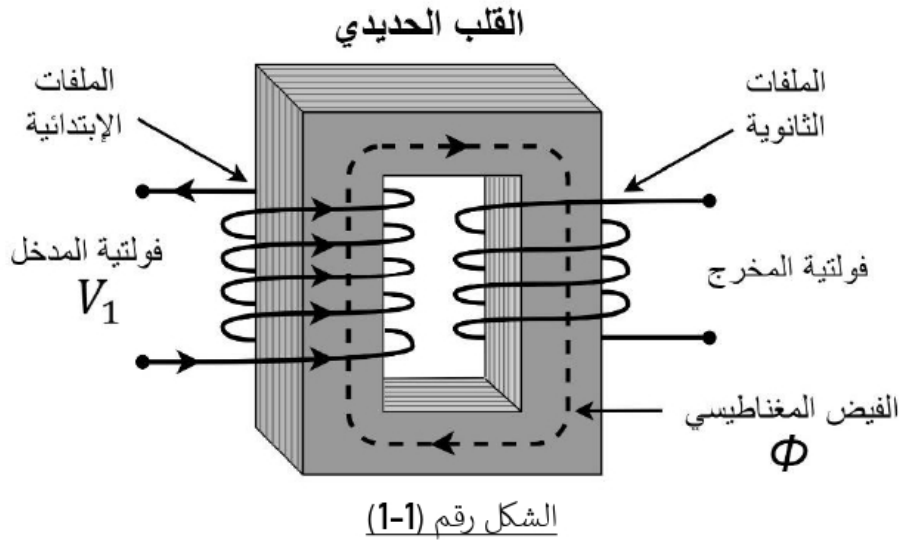 القلب الحديدي
الملفات
الثانوية
الملفات
الإبتدائية
فولتية المخرج
فولتية المدخل
V₁
الفيض المغناطيسي
Φ
الشكل رقم (1-1)